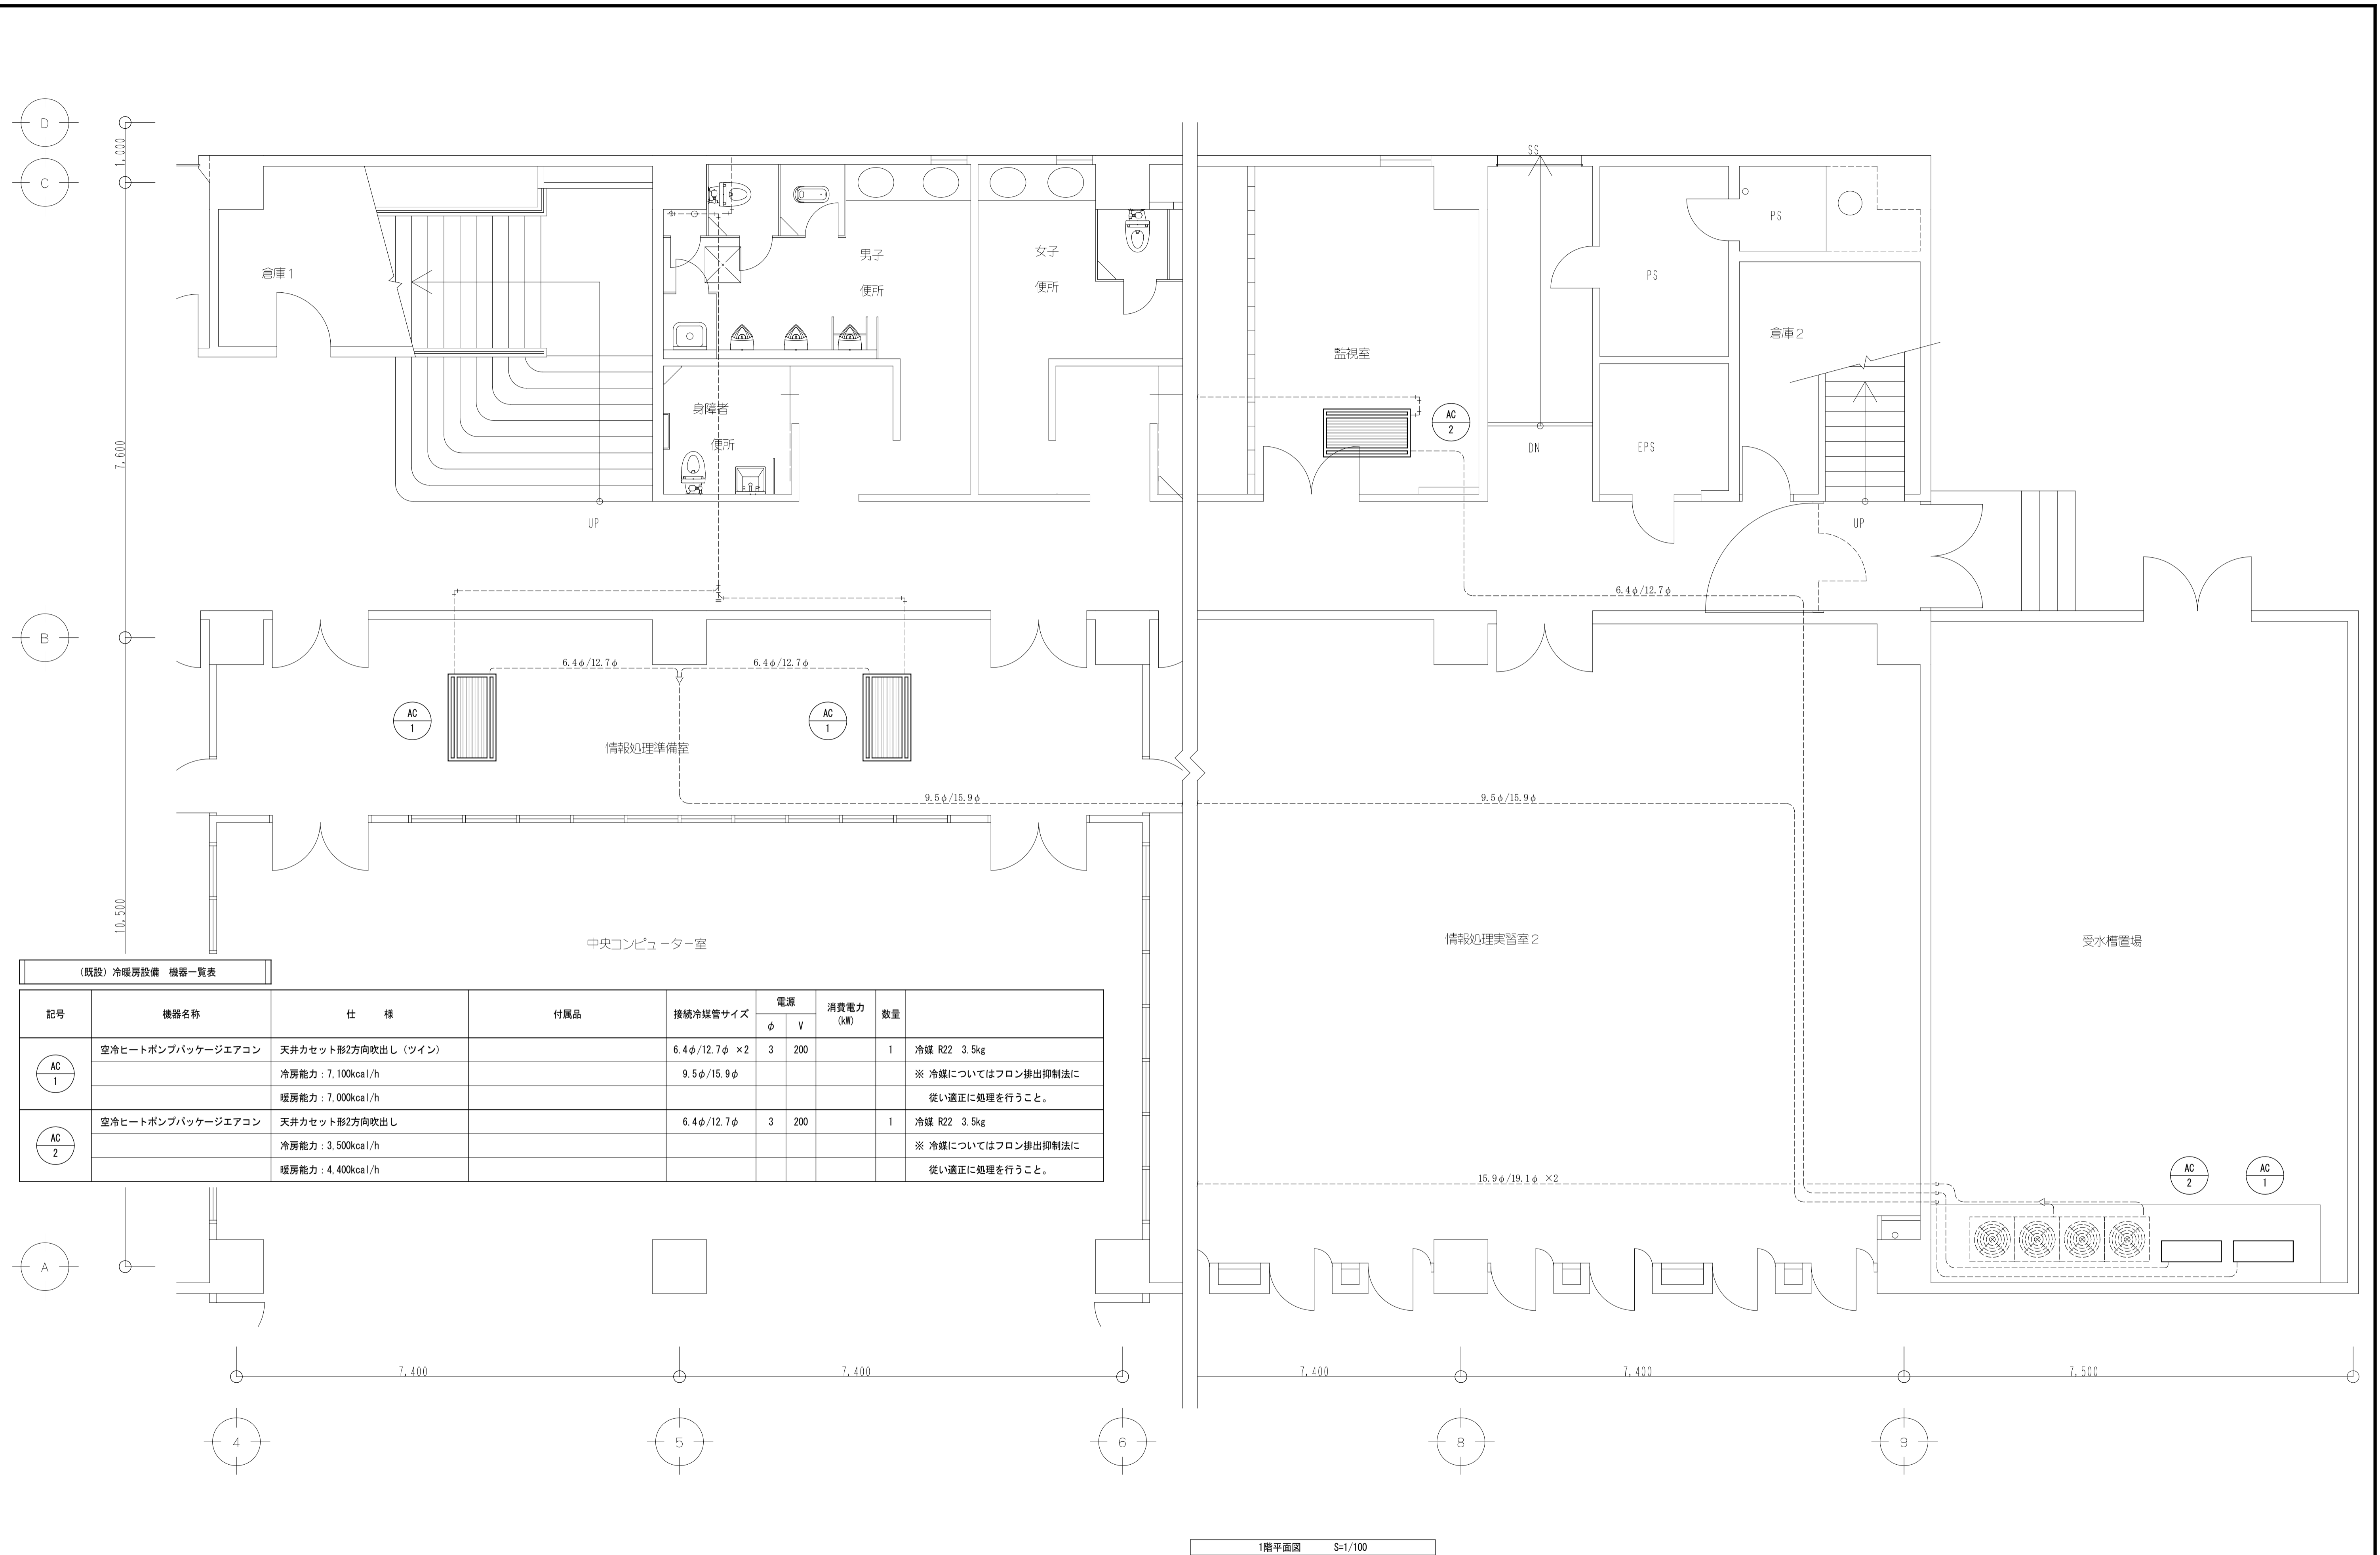 D
1,000
C
SS
PS
倉庫1
男子
便所
女子
便所
PS
倉庫2
監視室
身障者
便所
AC
2
7,600
DN
EPS
UP
UP
6.4φ/12.7φ
B
6.4φ/12.7φ
6.4φ/12.7φ
AC
1
AC
1
情報処理準備室
9.5φ/15.9φ
9.5φ/15.9φ
10,500
中央コンピューター室
情報処理実習室2
受水槽置場
(既設)冷暖房設備 機器一覧表
記号 機器名称 仕 様 付属品 接続冷媒管サイズ 電源 消費電力 (kW) 数量
φ V
AC
1
空冷ヒートポンプパッケージエアコン 天井カセット形2方向吹出し(ツイン) 6.4φ/12.7φ ×2 3 200 1 冷媒 R22 3.5kg
冷房能力:7,100kcal/h 9.5φ/15.9φ ※ 冷媒についてはフロン排出抑制法に
暖房能力:7,000kcal/h 従い適正に処理を行うこと。
AC
2
空冷ヒートポンプパッケージエアコン 天井カセット形2方向吹出し 6.4φ/12.7φ 3 200 1 冷媒 R22 3.5kg
冷房能力:3,500kcal/h ※ 冷媒についてはフロン排出抑制法に
暖房能力:4,400kcal/h 従い適正に処理を行うこと。
15.9φ/19.1φ ×2
AC
2
AC
1
A
7,400
7,400
7,400
7,400
7,500
4
5
6
8
9
1階平面図 S=1/100